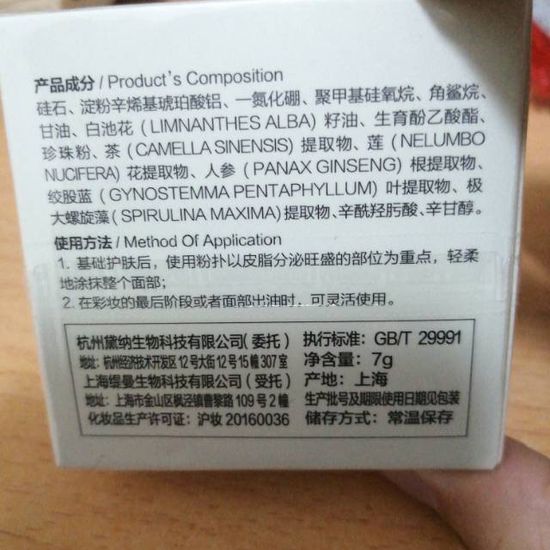 产品成分 / Product's Composition
硅石、淀粉辛烯基琥珀酸铝、一氮化硼、聚甲基硅氧烷、角鲨烷、
甘油、白池花 ( LIMNANTHES ALBA ) 籽油、生育酚乙酸酯、
珍珠粉、茶 ( CAMELLA SINENSIS ) 提取物、莲 ( NELUMBO
NUCIFERA) 花提取物、人参 ( PANAX GINSENG ) 根提取物、
绞股蓝 ( GYNOSTEMMA PENTAPHYLLUM ) 叶提取物、极
大螺旋藻 ( SPIRULINA MAXIMA ) 提取物、辛酰羟肟酸、辛甘醇。
使用方法 / Method Of Application
1. 基础护肤后，使用粉扑以皮脂分泌旺盛的部位为重点，轻柔
地涂抹整个面部；
2. 在彩妆的最后阶段或者面部出油时，可灵活使用。
杭州黛纳生物科技有限公司 ( 委托 )
地址：杭州经济技术开发区 12 号大街 12 号 15 幢 307 室
上海缇曼生物科技有限公司 ( 受托 )
地址：上海市金山区枫泾镇曹黎路 109 号 2 幢
化妆品生产许可证：沪妆 20160036
执行标准：GB/T 29991
净含量：7g
产地：上海
生产批号及期限使用日期见包装
储存方式：常温保存